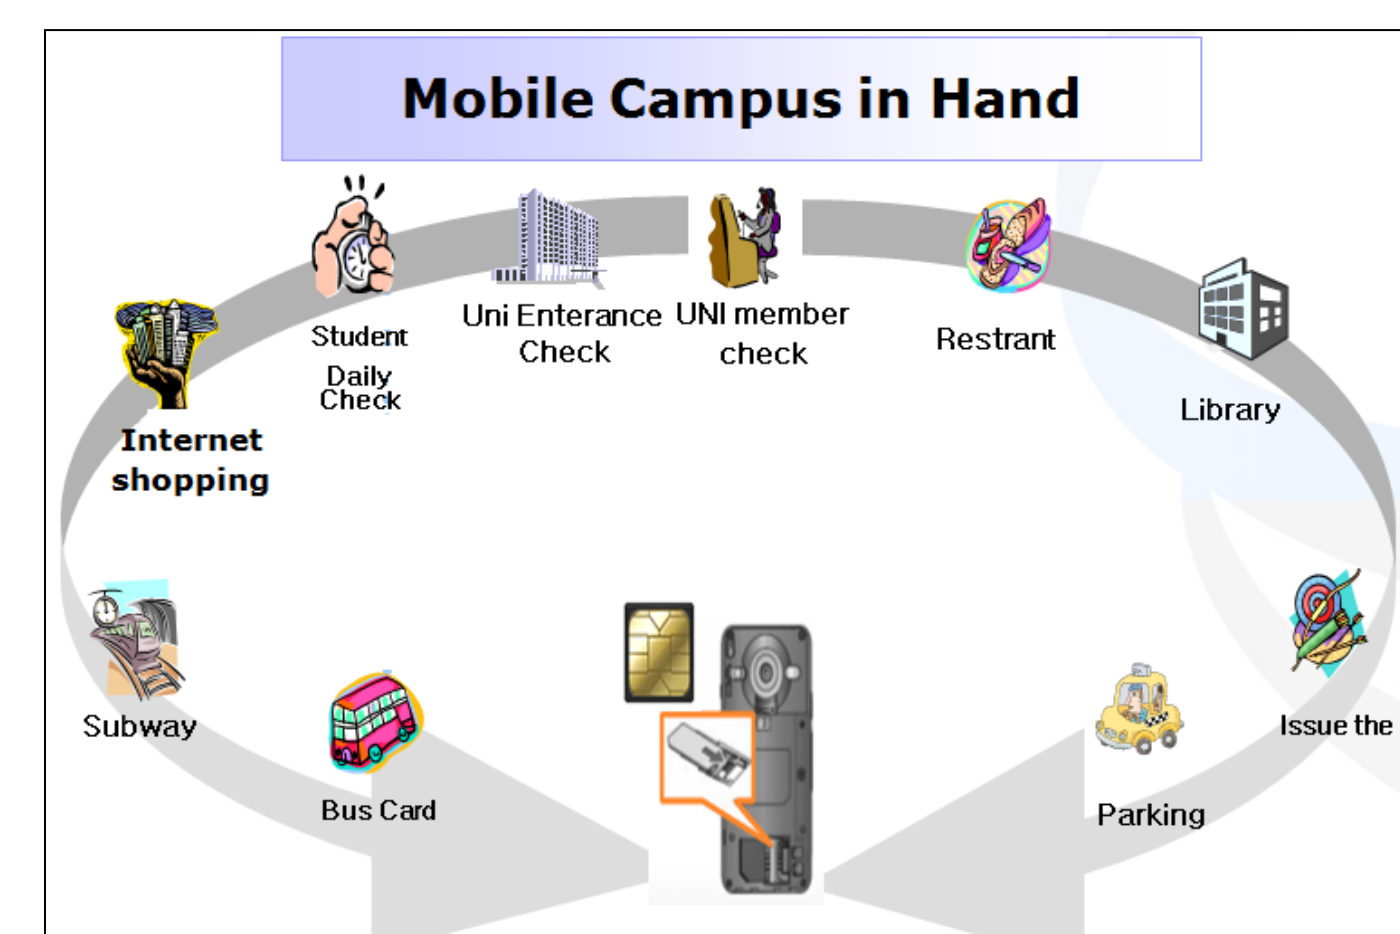 Mobile Campus in Hand
Student
Daily
Check
Uni Enterance
Check
UNI member
check
Restrant
Library
Internet
shopping
Subway
Bus Card
Parking
Issue the